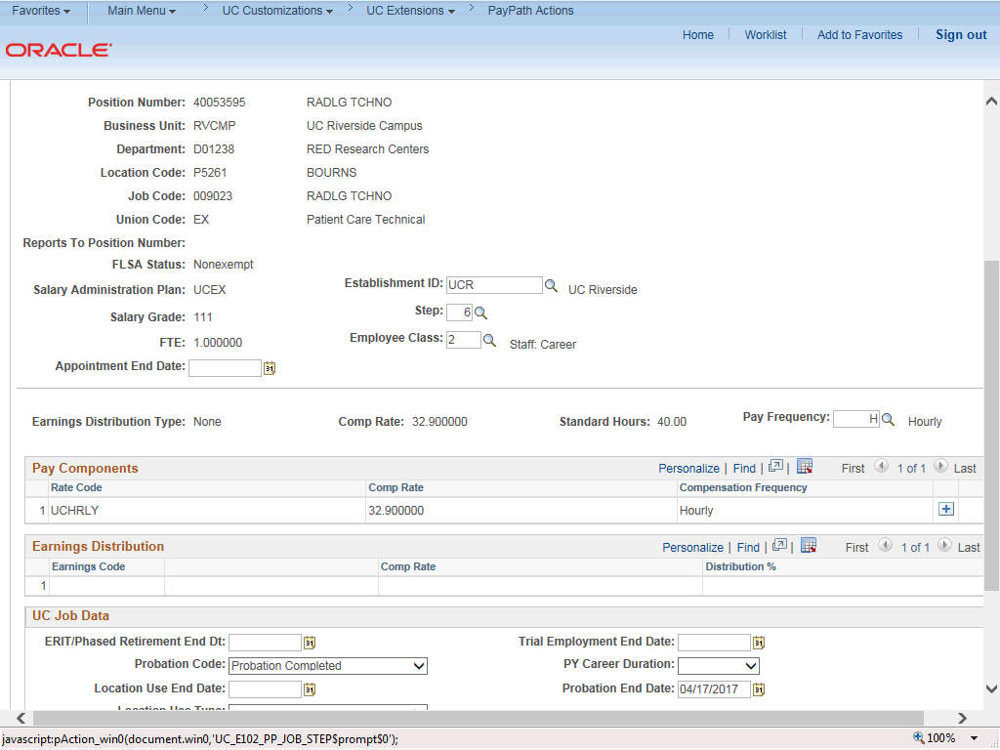 Favorites Main Menu > UC Customizations > UC Extensions > PayPath Actions
Home Worklist Add to Favorites Sign out
ORACLE
Position Number: 40053595 RADLG TCHNO
Business Unit: RVCMP UC Riverside Campus
Department: D01238 RED Research Centers
Location Code: P5261 BOURNS
Job Code: 009023 RADLG TCHNO
Union Code: EX Patient Care Technical
Reports To Position Number:
FLSA Status: Nonexempt
Salary Administration Plan: UCEX Establishment ID: UCR UC Riverside
Salary Grade: 111 Step: 6
FTE: 1.000000 Employee Class: 2 Staff: Career
Appointment End Date:
Earnings Distribution Type: None Comp Rate: 32.900000 Standard Hours: 40.00 Pay Frequency: H Hourly
Pay Components Personalize | Find | | First 1 of 1 Last
Rate Code Comp Rate Compensation Frequency
1 UCHRLY 32.900000 Hourly
Earnings Distribution Personalize | Find | | First 1 of 1 Last
Earnings Code Comp Rate Distribution %
1
UC Job Data
ERIT/Phased Retirement End Dt: Trial Employment End Date:
Probation Code: Probation Completed PY Career Duration:
Location Use End Date: Probation End Date: 04/17/2017
Location Use Type:
javascript:pAction_win0(document.win0,'UC_E102_PP_JOB_STEP$prompt$0'); 100%